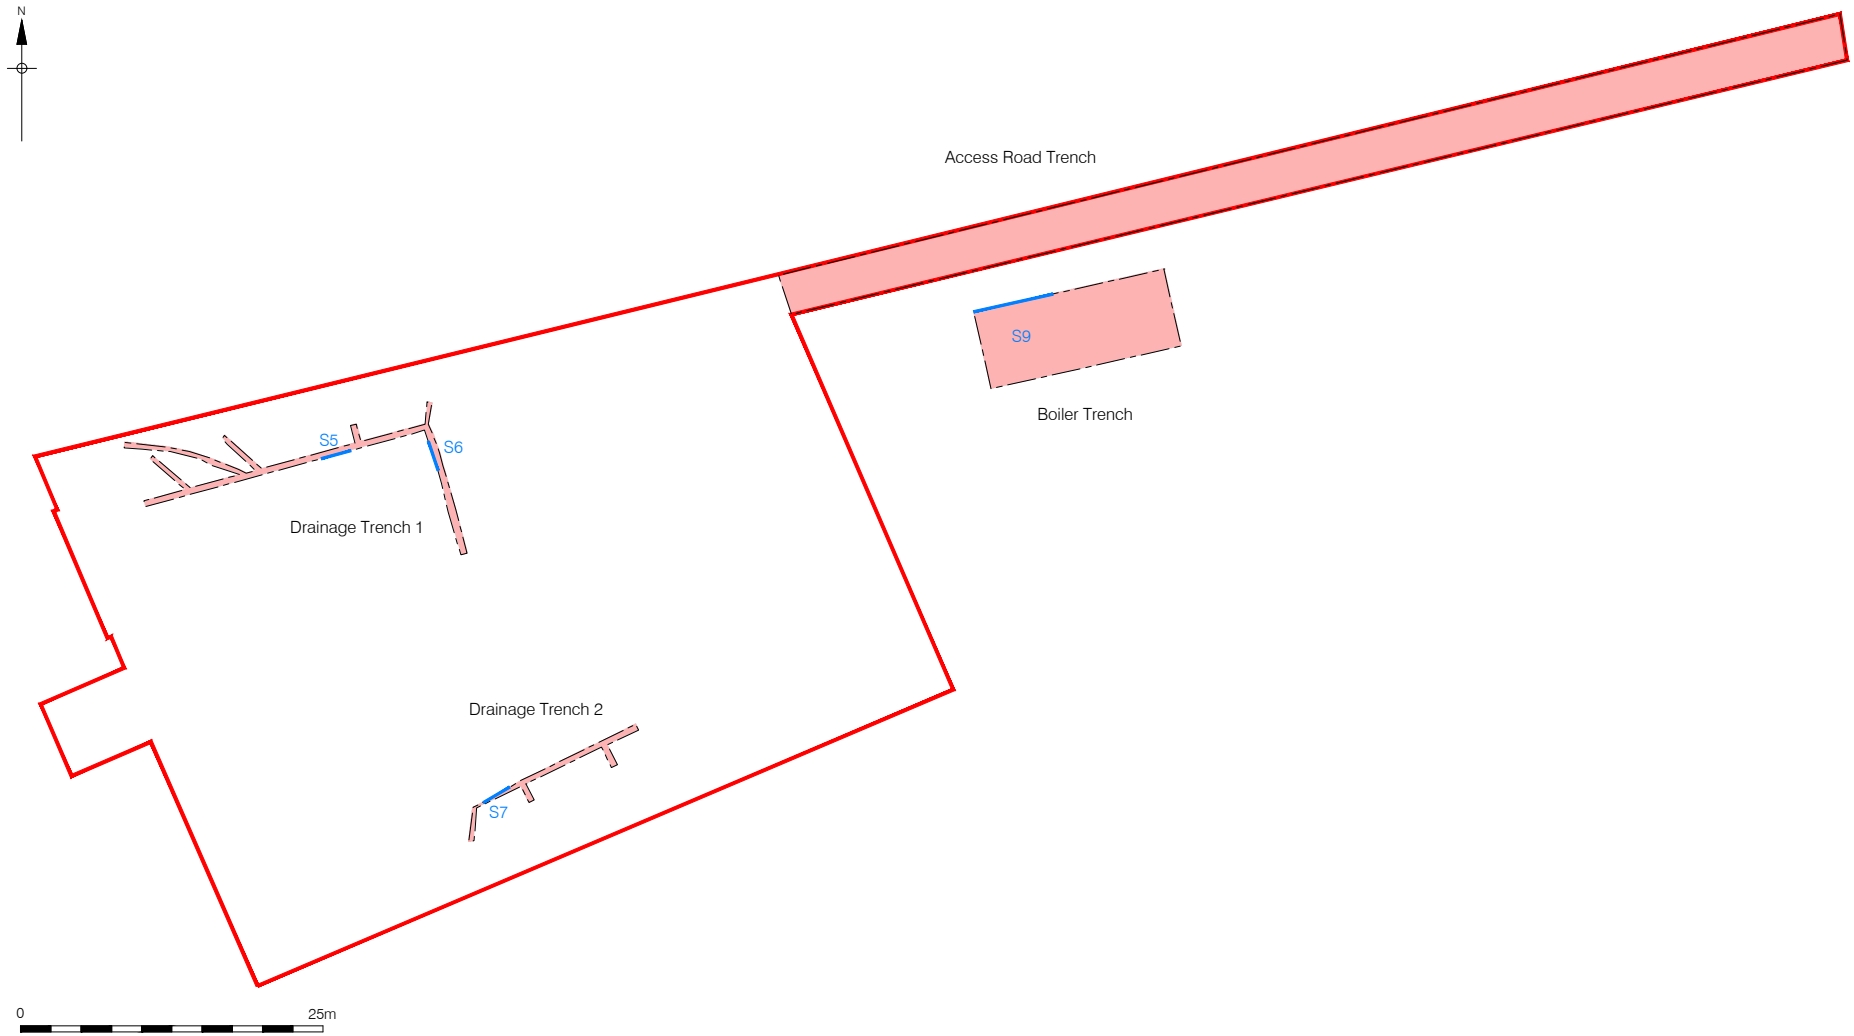 N
Access Road Trench
S9
Boiler Trench
S5
S6
Drainage Trench 1
Drainage Trench 2
S7
0
25m